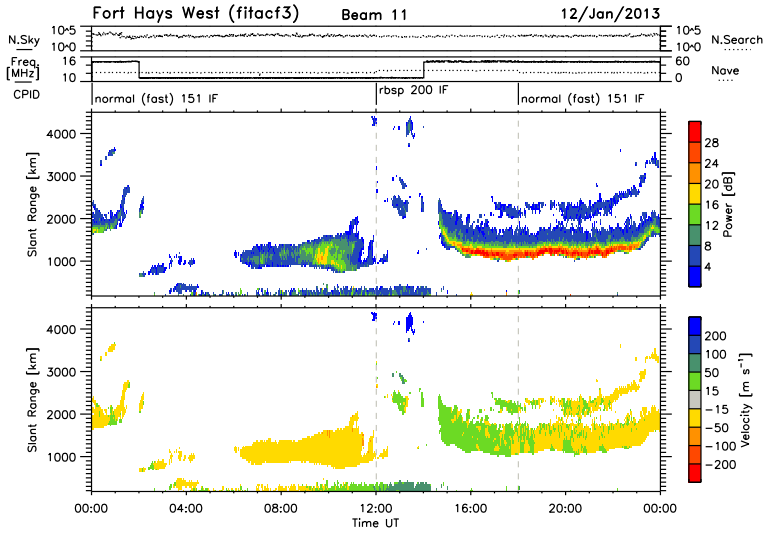 Fort Hays West (fitacf3) Beam 11 12/Jan/2013
N.Sky 10^5 10^0 10^5 10^0 N.Search
Freq. [MHz] 16 10 60 0 Nave
CPID normal (fast) 151 IF rbsp 200 IF normal (fast) 151 IF
Slant Range [km] 4000 3000 2000 1000
28 24 20 16 12 8 4 Power [dB]
Slant Range [km] 4000 3000 2000 1000
200 100 50 15 -15 -50 -100 -200 Velocity [m s^-1]
00:00 04:00 08:00 12:00 16:00 20:00 00:00
Time UT